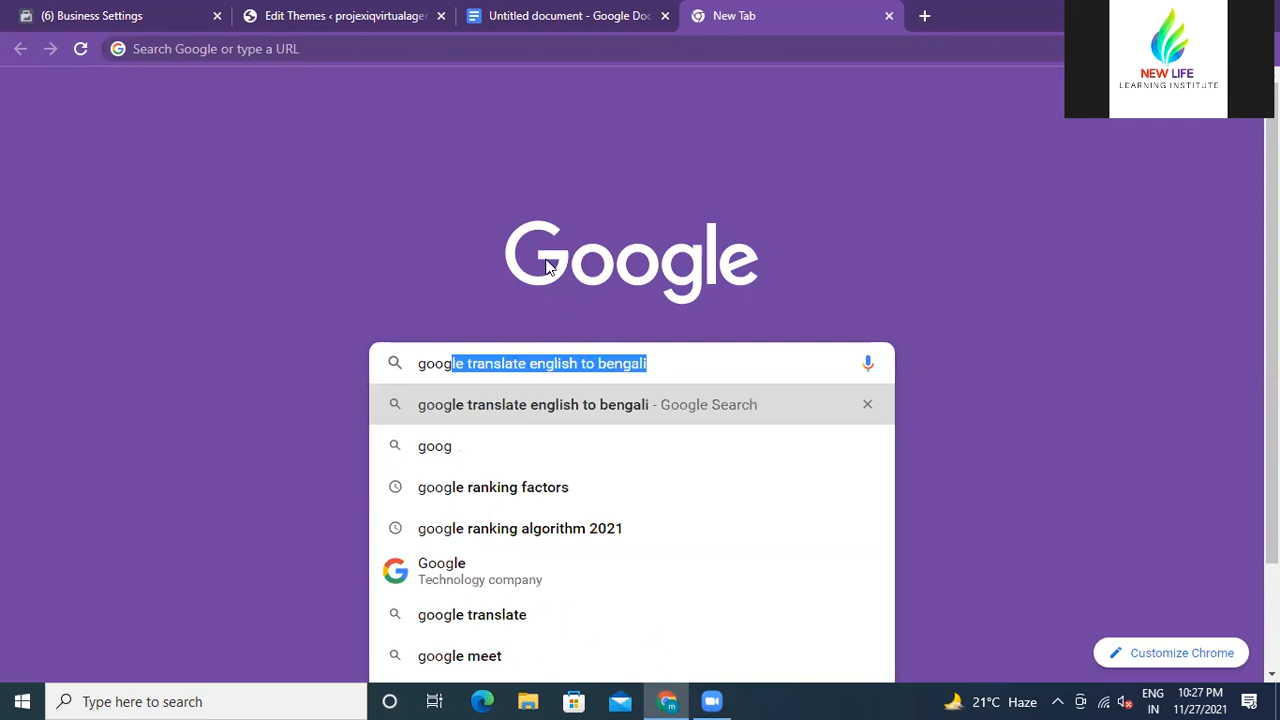 (6) Business Settings
Edit Themes ‹ projexiqvirtualager
Untitled document - Google Doc
New Tab
Search Google or type a URL
NEW LIFE
LEARNING INSTITUTE
Google
google translate english to bengali
google translate english to bengali - Google Search
goog
google ranking factors
google ranking algorithm 2021
Google
Technology company
google translate
google meet
Customize Chrome
Type here to search
21°C Haze
ENG
IN
10:27 PM
11/27/2021